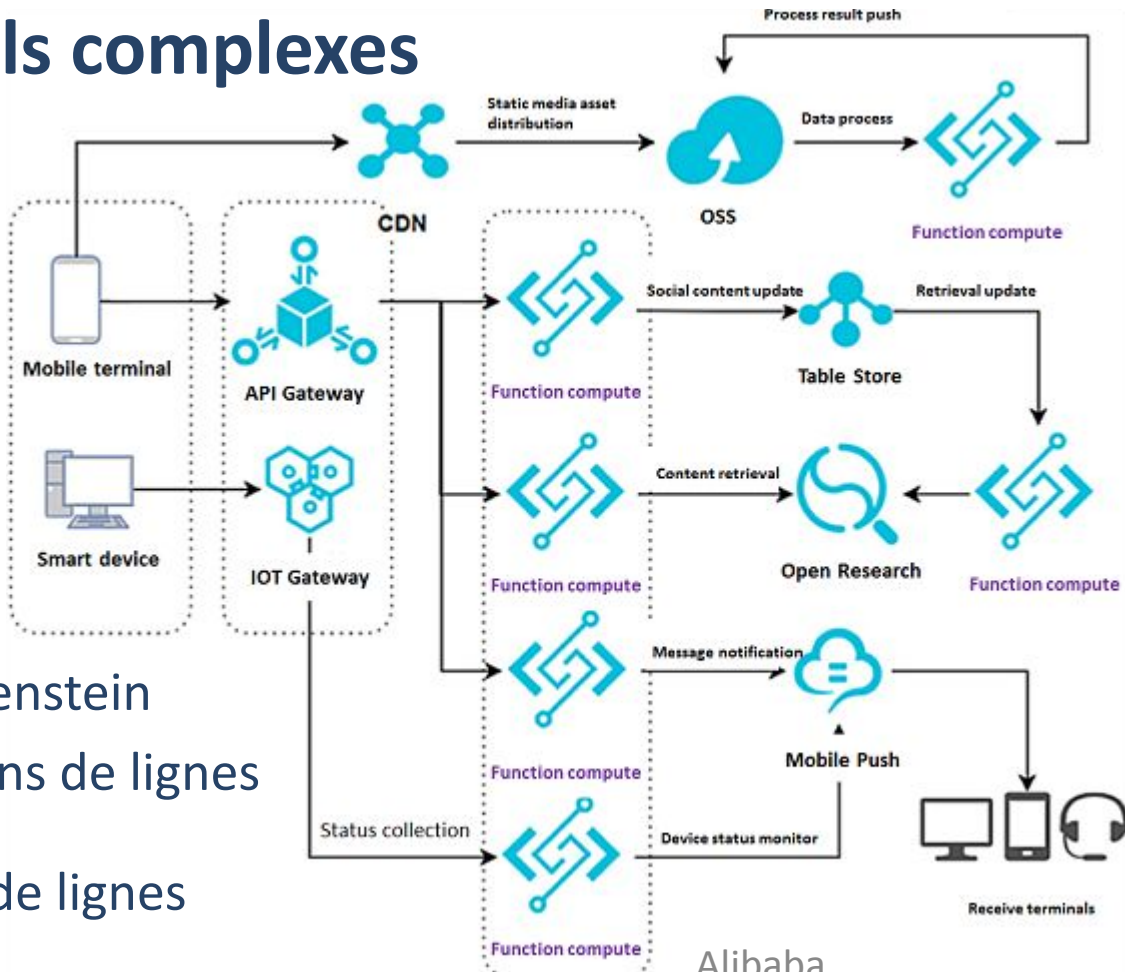 ls complexes
Process result push
Static media asset
distribution
Data process
CDN
OSS
Function compute
Social content update
Retrieval update
Mobile terminal
API Gateway
Function compute
Table Store
Content retrieval
Smart device
IOT Gateway
Function compute
Open Research
Function compute
Message notification
enstein
ns de lignes
Function compute
Mobile Push
Status collection
Device status monitor
de lignes
Receive terminals
Function compute
Alibaba